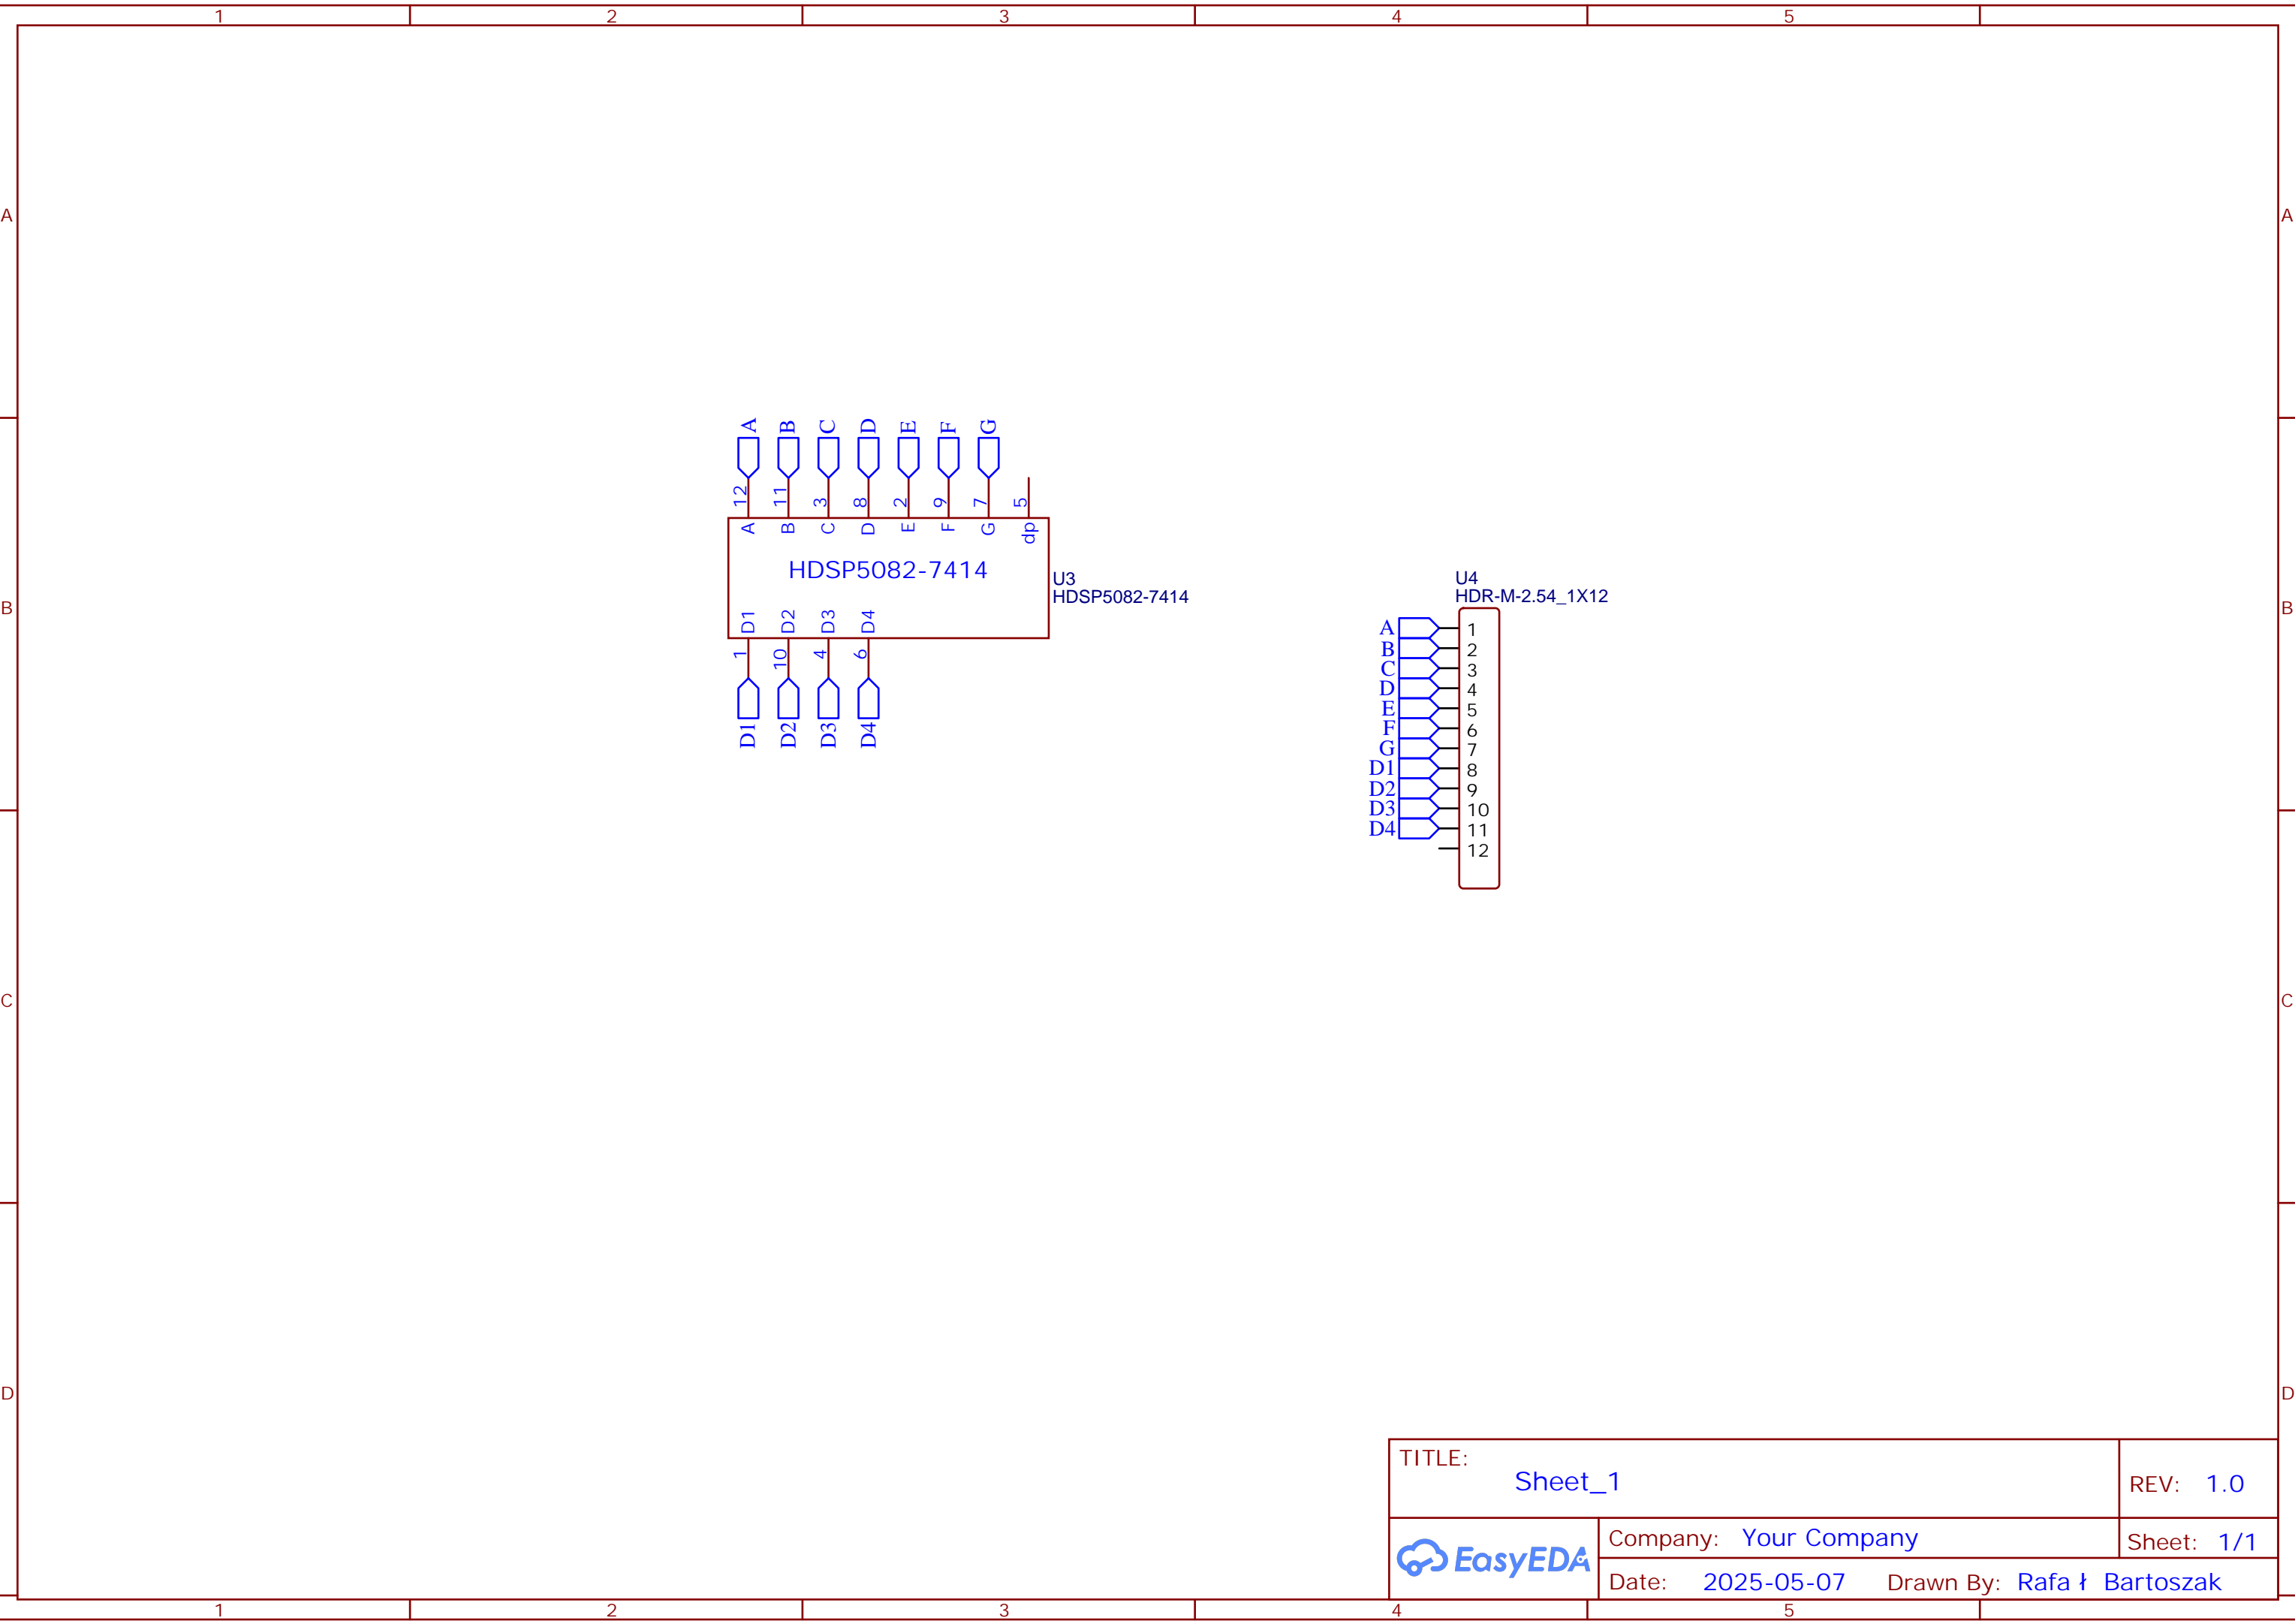 1 2 3 4 5
A A
A B C D E F G
12 11 3 8 2 9 7 5
A B C D E F G dp
HDSP5082-7414
U3
HDSP5082-7414
D1 D2 D3 D4
1 10 4 6
D1 D2 D3 D4
B B
U4
HDR-M-2.54_1X12
A 1
B 2
C 3
D 4
E 5
F 6
G 7
D1 8
D2 9
D3 10
D4 11
12
C C
D D
TITLE:
Sheet_1
REV: 1.0
EasyEDA
Company: Your Company
Sheet: 1/1
Date: 2025-05-07 Drawn By: Rafa ł Bartoszak
1 2 3 4 5